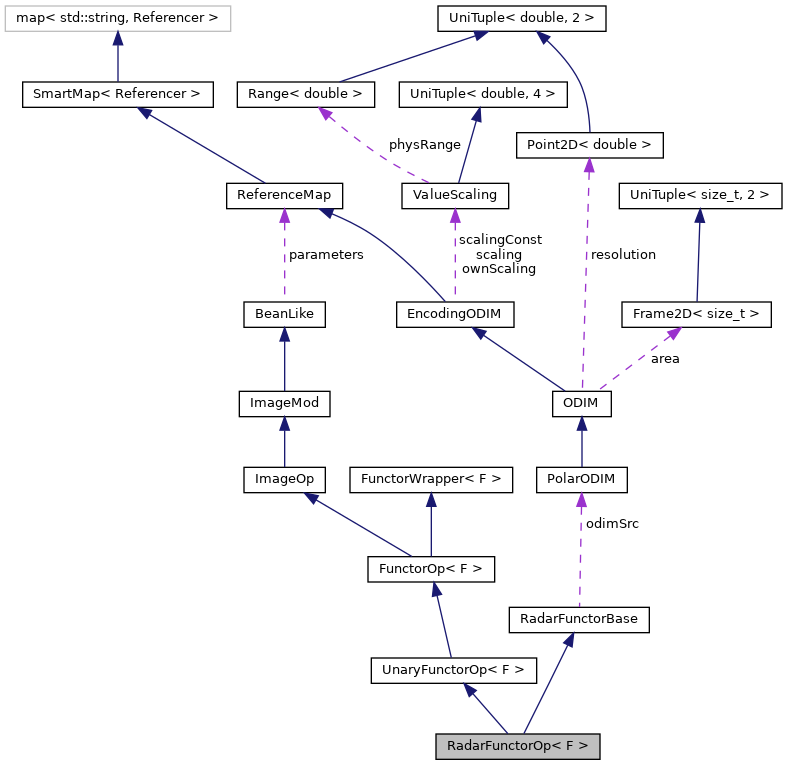 map< std::string, Referencer >
UniTuple< double, 2 >
SmartMap< Referencer >
Range< double >
UniTuple< double, 4 >
physRange
Point2D< double >
ReferenceMap
ValueScaling
UniTuple< size_t, 2 >
parameters
scalingConst
scaling
ownScaling
resolution
BeanLike
EncodingODIM
Frame2D< size_t >
area
ImageMod
ODIM
ImageOp
FunctorWrapper< F >
PolarODIM
odimSrc
FunctorOp< F >
RadarFunctorBase
UnaryFunctorOp< F >
RadarFunctorOp< F >